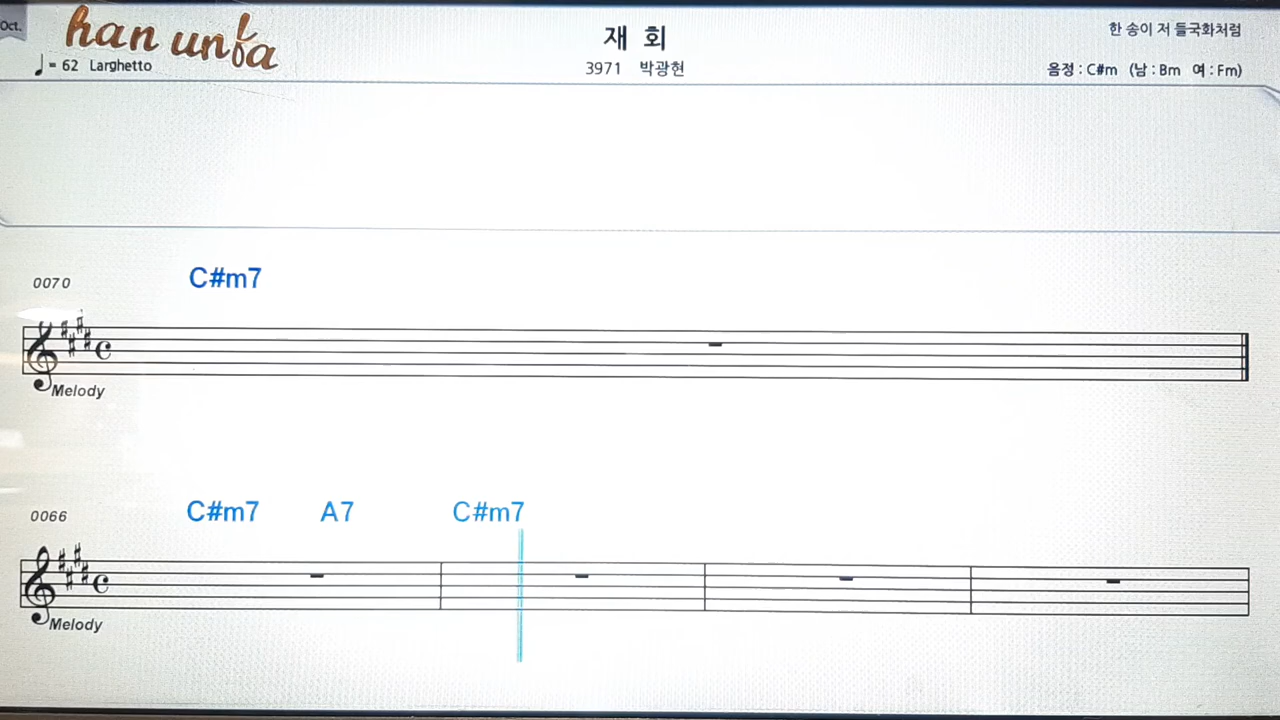 Oct.
han unfa
♩= 62 Larghetto
재 회
3971 박광현
한 송이 저 들국화처럼
음정 : C#m (남 : Bm 여 : Fm)
0070
C#m7
Melody
0066
C#m7 A7 C#m7
Melody